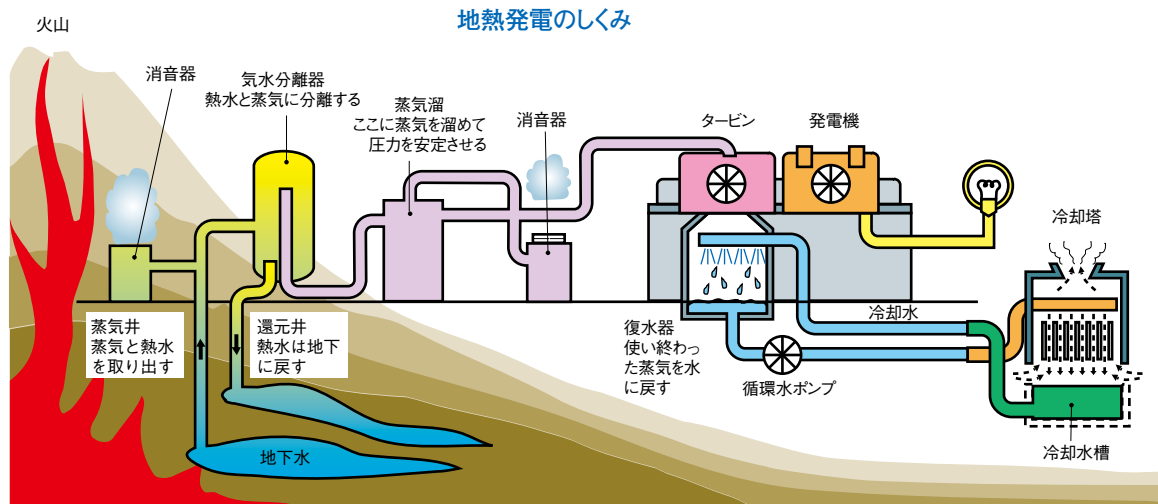 地熱発電のしくみ
火山
消音器
気水分離器
熱水と蒸気に分離する
蒸気溜
ここに蒸気を溜めて
圧力を安定させる
消音器
タービン
発電機
冷却塔
蒸気井
蒸気と熱水
を取り出す
還元井
熱水は地下
に戻す
復水器
使い終わっ
た蒸気を水
に戻す
冷却水
循環水ポンプ
地下水
冷却水槽